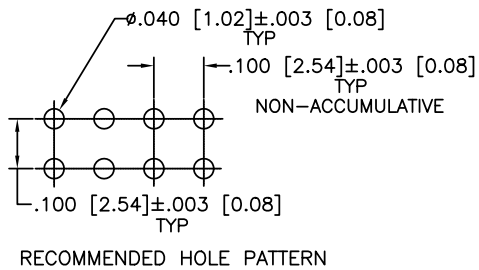 ø.040 [1.02]±.003 [0.08]
TYP
.100 [2.54]±.003 [0.08]
TYP
NON-ACCUMULATIVE
.100 [2.54]±.003 [0.08]
TYP
RECOMMENDED HOLE PATTERN